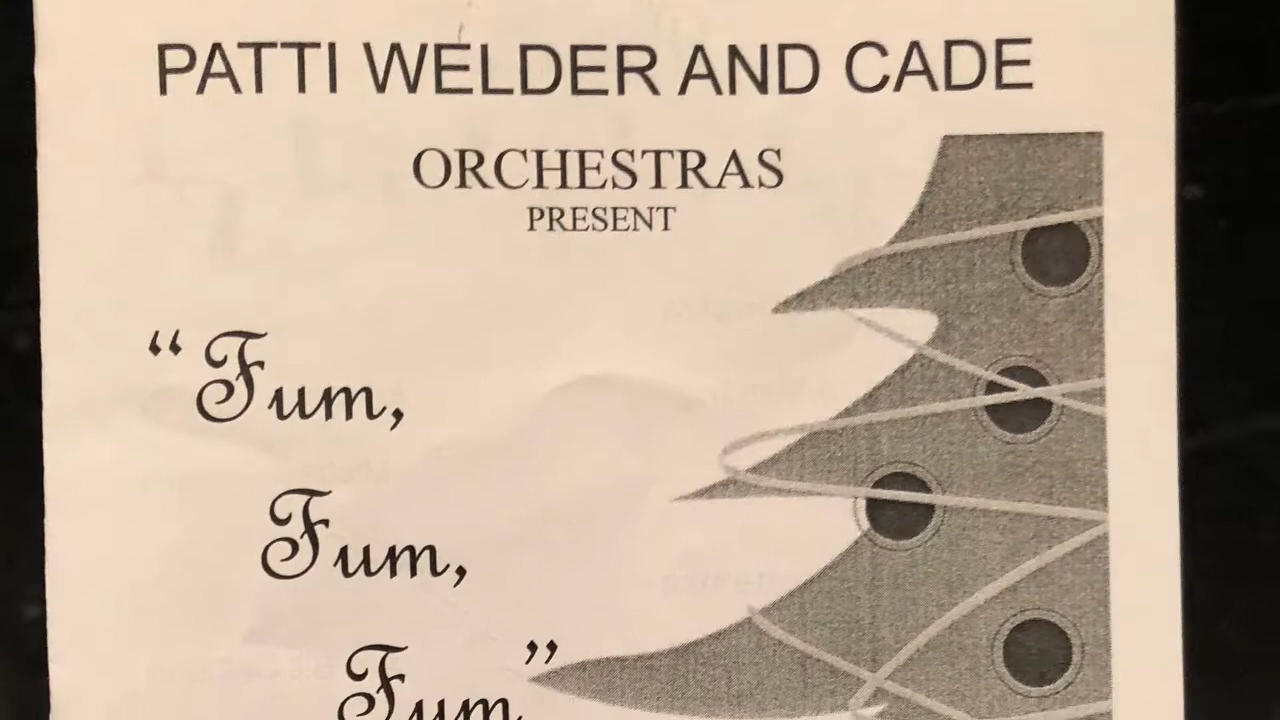 PATTI WELDER AND CADE
ORCHESTRAS
PRESENT
“Fum,
Fum,
Fum”